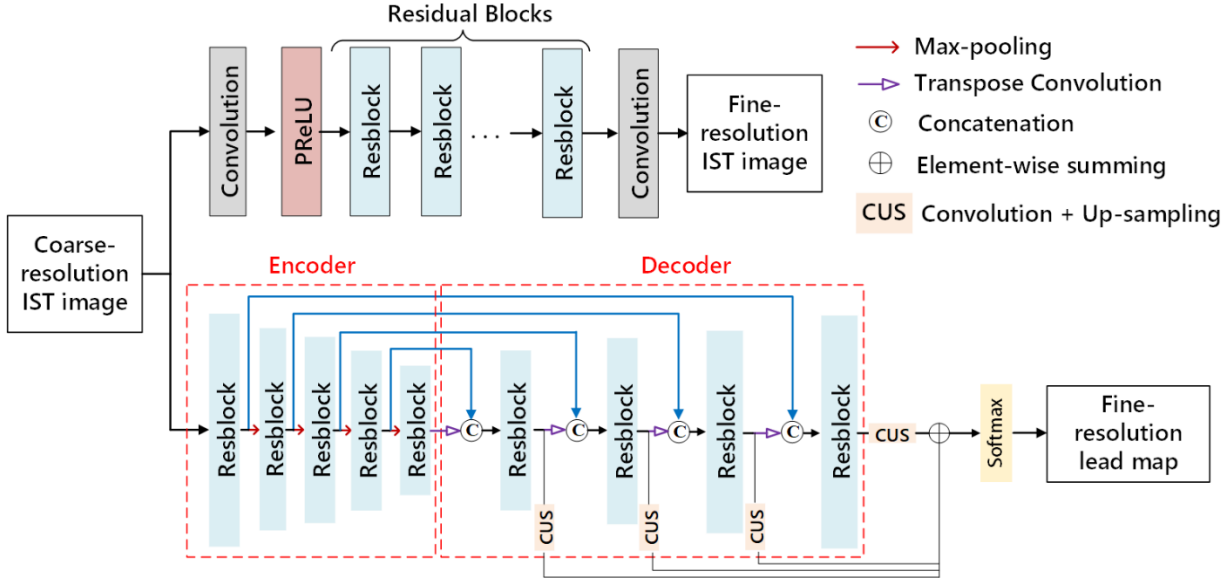 Residual Blocks
Convolution
PReLU
Resblock
Resblock
...
Resblock
Convolution
Fine-
resolution
IST image
Max-pooling
Transpose Convolution
C Concatenation
Element-wise summing
CUS Convolution + Up-sampling
Coarse-
resolution
IST image
Encoder
Decoder
Resblock
Resblock
Resblock
Resblock
Resblock
C
Resblock
C
Resblock
C
Resblock
C
Resblock
CUS
Softmax
Fine-
resolution
lead map
CUS
CUS
CUS